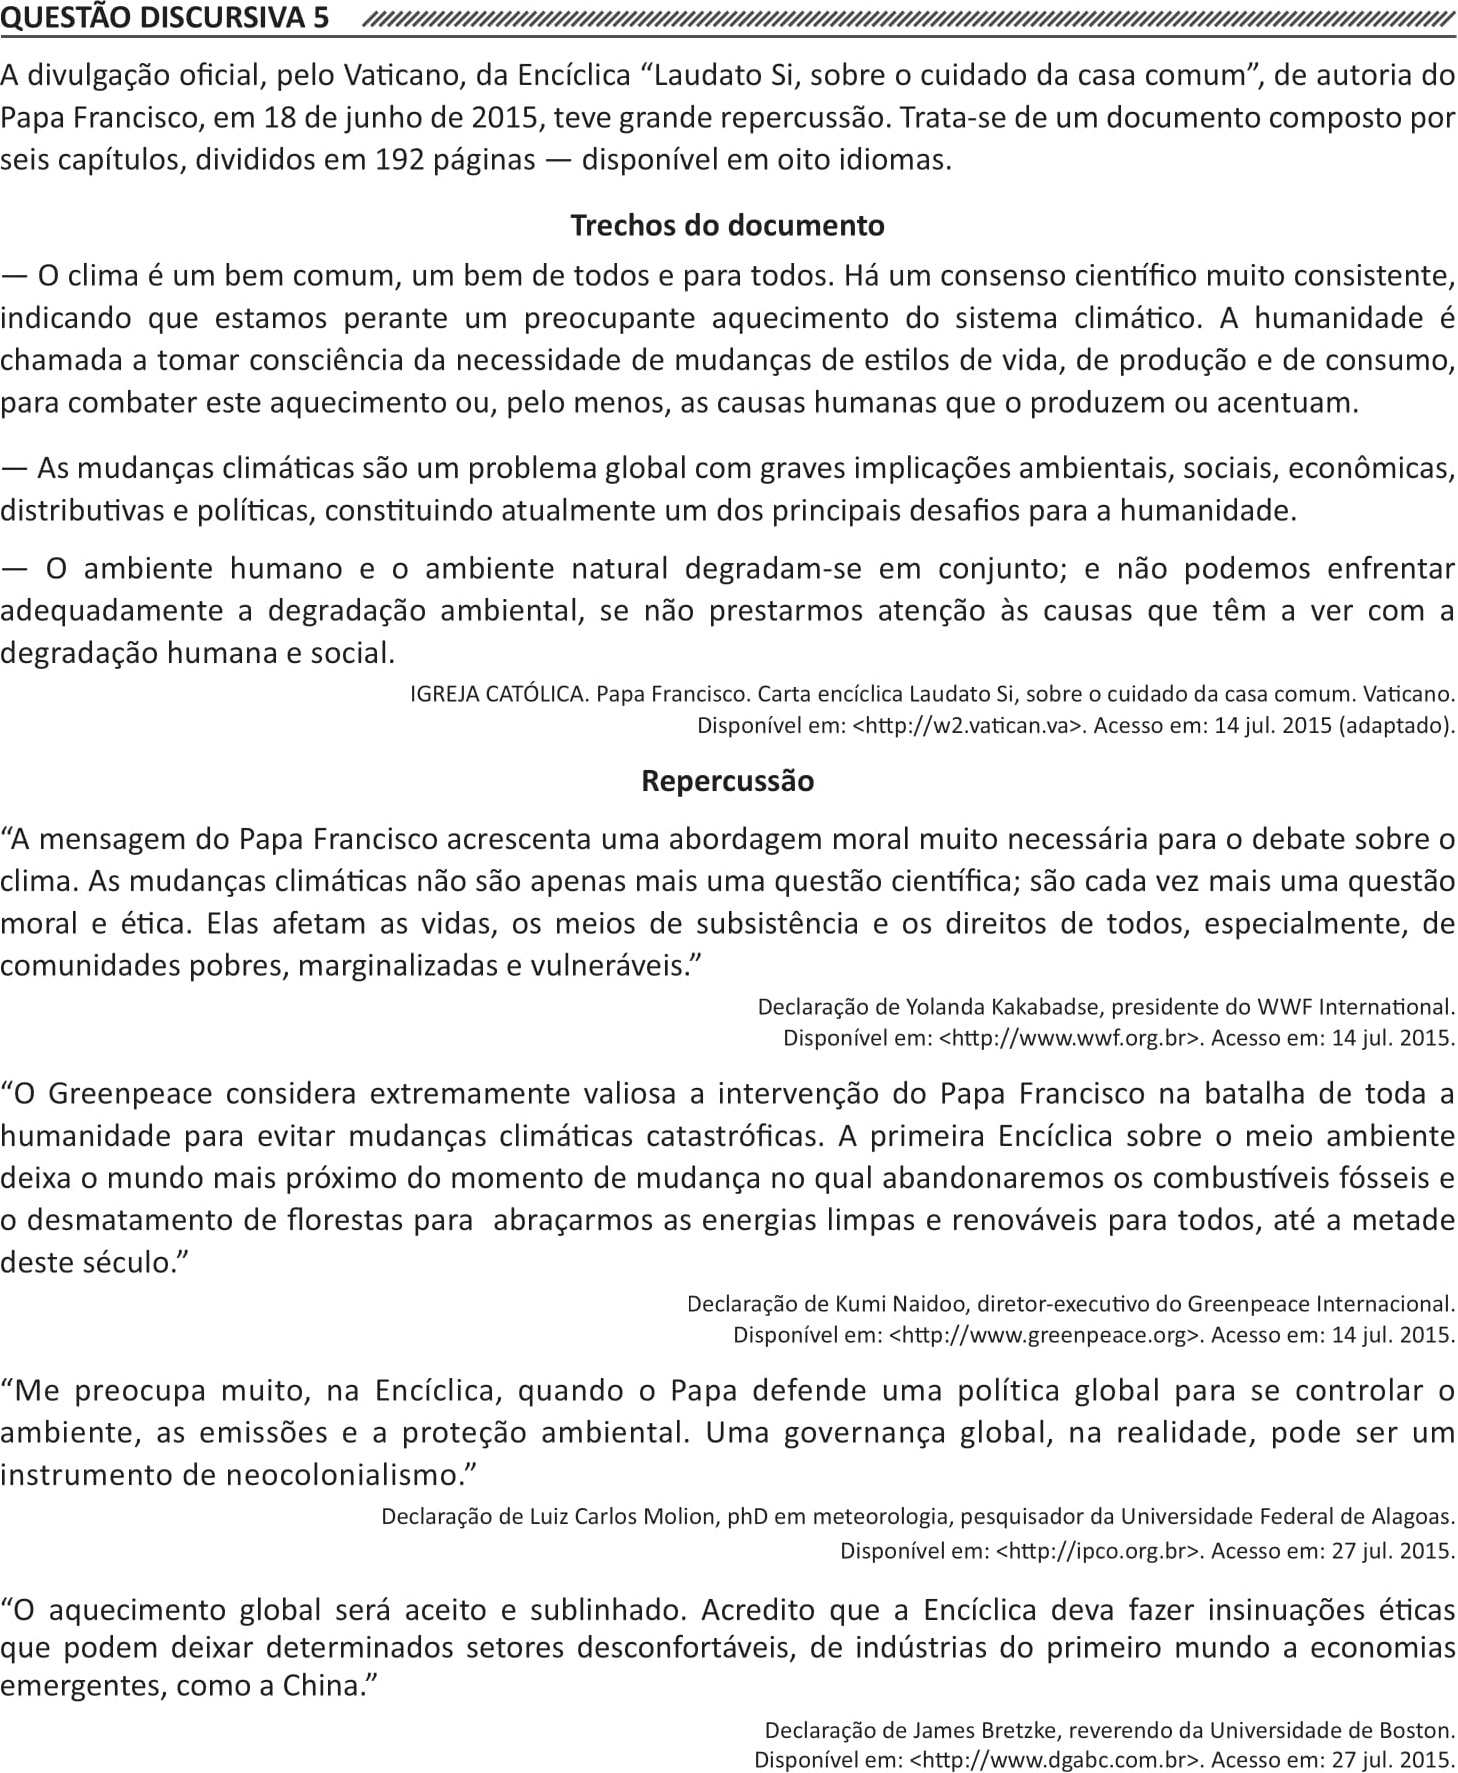 QUESTÃO DISCURSIVA 5
A divulgação oficial, pelo Vaticano, da Encíclica “Laudato Si, sobre o cuidado da casa comum”, de autoria do
Papa Francisco, em 18 de junho de 2015, teve grande repercussão. Trata-se de um documento composto por
seis capítulos, divididos em 192 páginas — disponível em oito idiomas.
Trechos do documento
— O clima é um bem comum, um bem de todos e para todos. Há um consenso científico muito consistente,
indicando que estamos perante um preocupante aquecimento do sistema climático. A humanidade é
chamada a tomar consciência da necessidade de mudanças de estilos de vida, de produção e de consumo,
para combater este aquecimento ou, pelo menos, as causas humanas que o produzem ou acentuam.
— As mudanças climáticas são um problema global com graves implicações ambientais, sociais, econômicas,
distributivas e políticas, constituindo atualmente um dos principais desafios para a humanidade.
— O ambiente humano e o ambiente natural degradam-se em conjunto; e não podemos enfrentar
adequadamente a degradação ambiental, se não prestarmos atenção às causas que têm a ver com a
degradação humana e social.
IGREJA CATÓLICA. Papa Francisco. Carta encíclica Laudato Si, sobre o cuidado da casa comum. Vaticano.
Disponível em: <http://w2.vatican.va>. Acesso em: 14 jul. 2015 (adaptado).
Repercussão
“A mensagem do Papa Francisco acrescenta uma abordagem moral muito necessária para o debate sobre o
clima. As mudanças climáticas não são apenas mais uma questão científica; são cada vez mais uma questão
moral e ética. Elas afetam as vidas, os meios de subsistência e os direitos de todos, especialmente, de
comunidades pobres, marginalizadas e vulneráveis.”
Declaração de Yolanda Kakabadse, presidente do WWF International.
Disponível em: <http://www.wwf.org.br>. Acesso em: 14 jul. 2015.
“O Greenpeace considera extremamente valiosa a intervenção do Papa Francisco na batalha de toda a
humanidade para evitar mudanças climáticas catastróficas. A primeira Encíclica sobre o meio ambiente
deixa o mundo mais próximo do momento de mudança no qual abandonaremos os combustíveis fósseis e
o desmatamento de florestas para abraçarmos as energias limpas e renováveis para todos, até a metade
deste século.”
Declaração de Kumi Naidoo, diretor-executivo do Greenpeace Internacional.
Disponível em: <http://www.greenpeace.org>. Acesso em: 14 jul. 2015.
“Me preocupa muito, na Encíclica, quando o Papa defende uma política global para se controlar o
ambiente, as emissões e a proteção ambiental. Uma governança global, na realidade, pode ser um
instrumento de neocolonialismo.”
Declaração de Luiz Carlos Molion, phD em meteorologia, pesquisador da Universidade Federal de Alagoas.
Disponível em: <http://ipco.org.br>. Acesso em: 27 jul. 2015.
“O aquecimento global será aceito e sublinhado. Acredito que a Encíclica deva fazer insinuações éticas
que podem deixar determinados setores desconfortáveis, de indústrias do primeiro mundo a economias
emergentes, como a China.”
Declaração de James Bretzke, reverendo da Universidade de Boston.
Disponível em: <http://www.dgabc.com.br>. Acesso em: 27 jul. 2015.